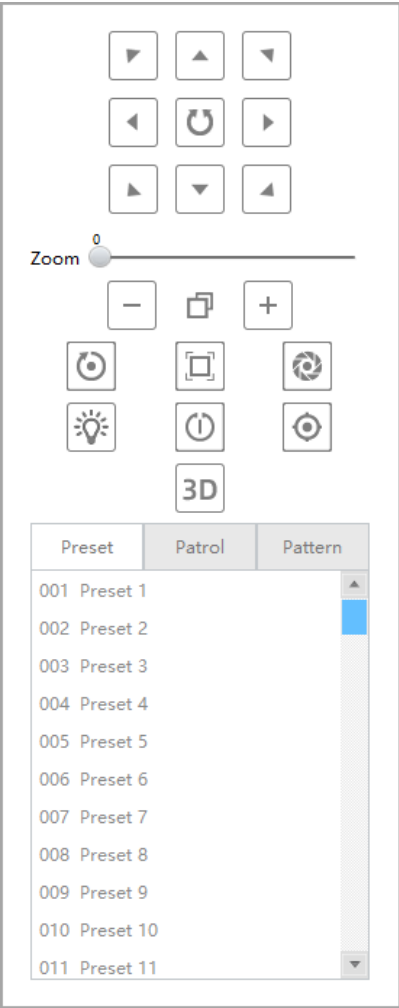 0
Zoom
3D
Preset Patrol Pattern
001 Preset 1
002 Preset 2
003 Preset 3
004 Preset 4
005 Preset 5
006 Preset 6
007 Preset 7
008 Preset 8
009 Preset 9
010 Preset 10
011 Preset 11